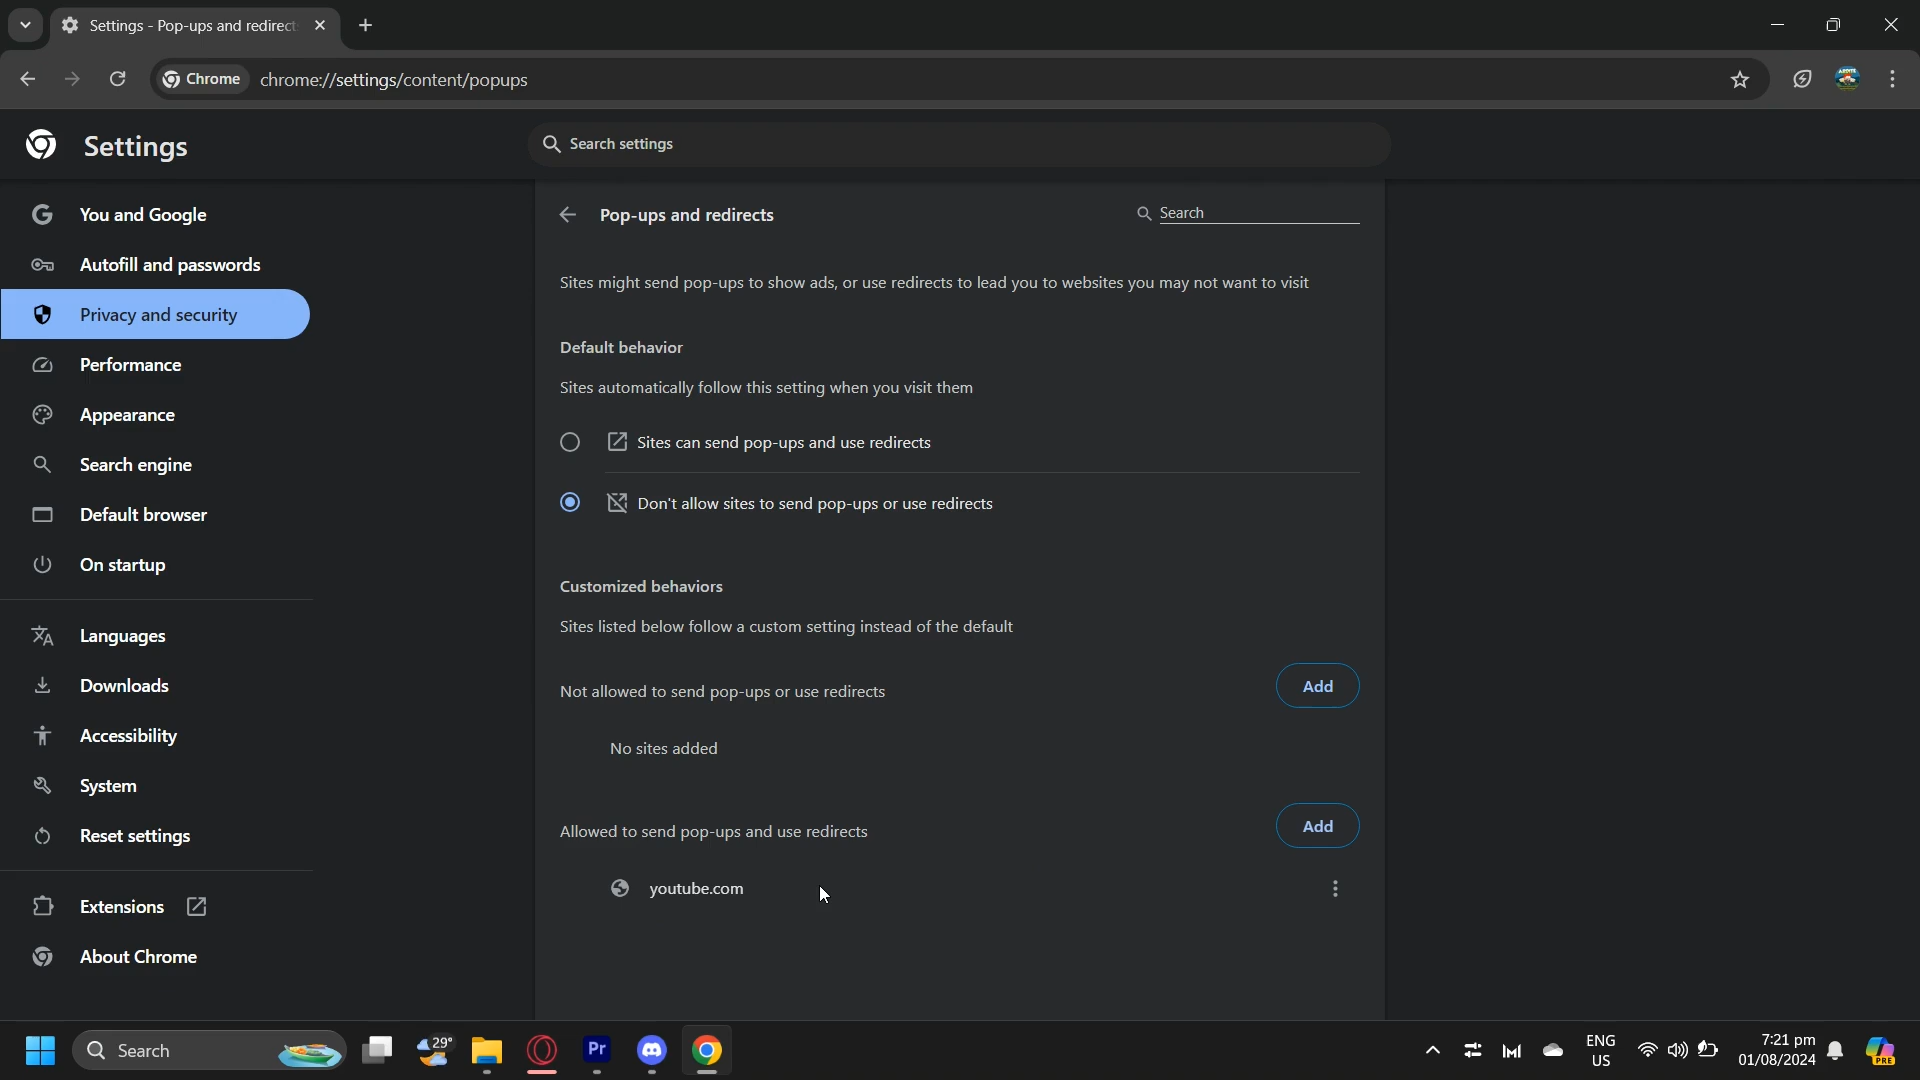 Settings - Pop-ups and redirect
Chrome
chrome://settings/content/popups
Settings
Search settings
You and Google
Autofill and passwords
Privacy and security
Performance
Appearance
Search engine
Default browser
On startup
Languages
Downloads
Accessibility
System
Reset settings
Extensions
About Chrome
Pop-ups and redirects
Search
Sites might send pop-ups to show ads, or use redirects to lead you to websites you may not want to visit
Default behavior
Sites automatically follow this setting when you visit them
Sites can send pop-ups and use redirects
Don't allow sites to send pop-ups or use redirects
Customized behaviors
Sites listed below follow a custom setting instead of the default
Not allowed to send pop-ups or use redirects
Add
No sites added
Allowed to send pop-ups and use redirects
Add
youtube.com
Search
29°
Pr
ENG
US
7:21 pm
01/08/2024
PRE